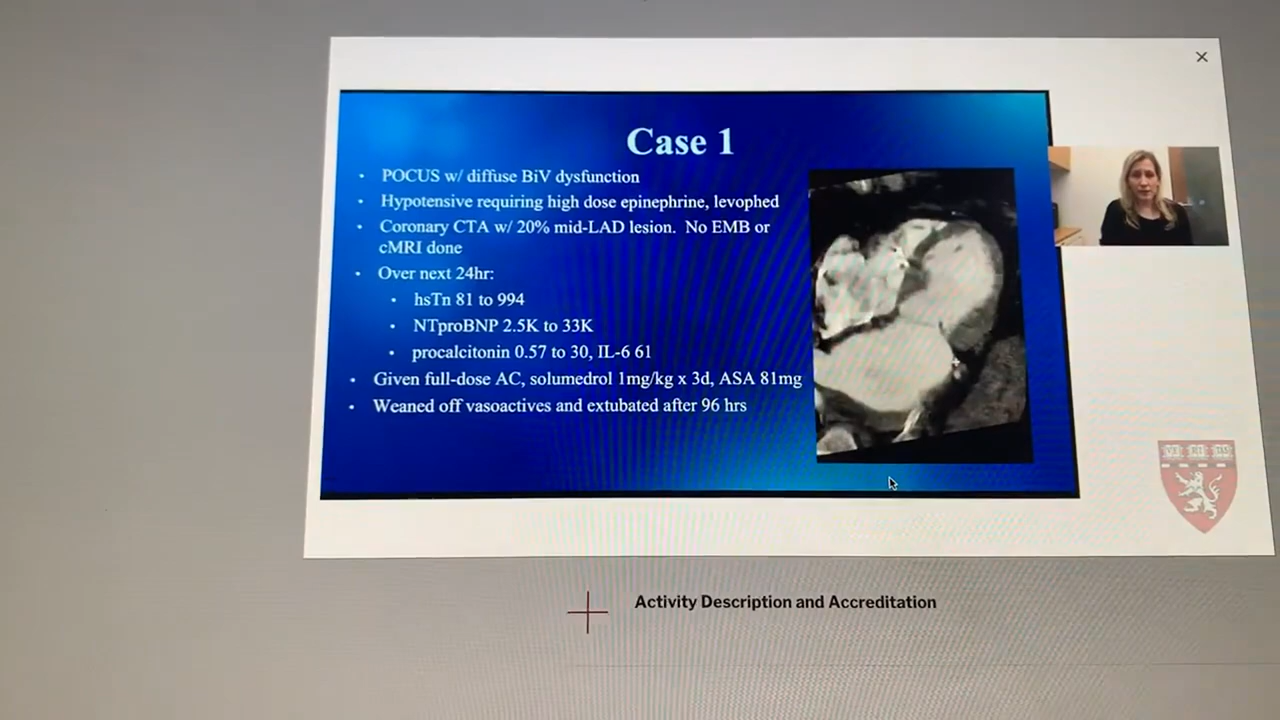 Case 1
• POCUS w/ diffuse BiV dysfunction
• Hypotensive requiring high dose epinephrine, levophed
• Coronary CTA w/ 20% mid-LAD lesion. No EMB or
cMRI done
• Over next 24hr:
• hsTn 81 to 994
• NTproBNP 2.5K to 33K
• procalcitonin 0.57 to 30, IL-6 61
• Given full-dose AC, solumedrol 1mg/kg x 3d, ASA 81mg
• Weaned off vasoactives and extubated after 96 hrs
VE RI TAS
Activity Description and Accreditation